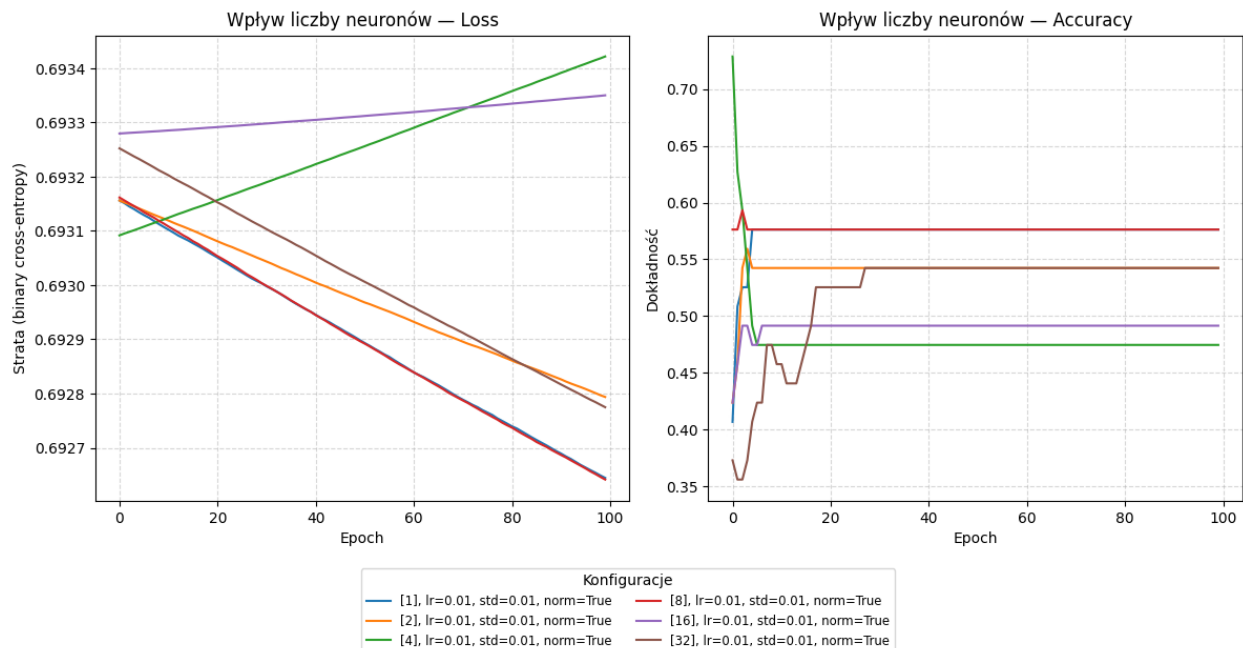 Wpływ liczby neuronów — Loss
Strata (binary cross-entropy)
0.6934
0.6933
0.6932
0.6931
0.6930
0.6929
0.6928
0.6927
0 20 40 60 80 100
Epoch
Wpływ liczby neuronów — Accuracy
Dokładność
0.70
0.65
0.60
0.55
0.50
0.45
0.40
0.35
0 20 40 60 80 100
Epoch
Konfiguracje
[1], lr=0.01, std=0.01, norm=True
[2], lr=0.01, std=0.01, norm=True
[4], lr=0.01, std=0.01, norm=True
[8], lr=0.01, std=0.01, norm=True
[16], lr=0.01, std=0.01, norm=True
[32], lr=0.01, std=0.01, norm=True